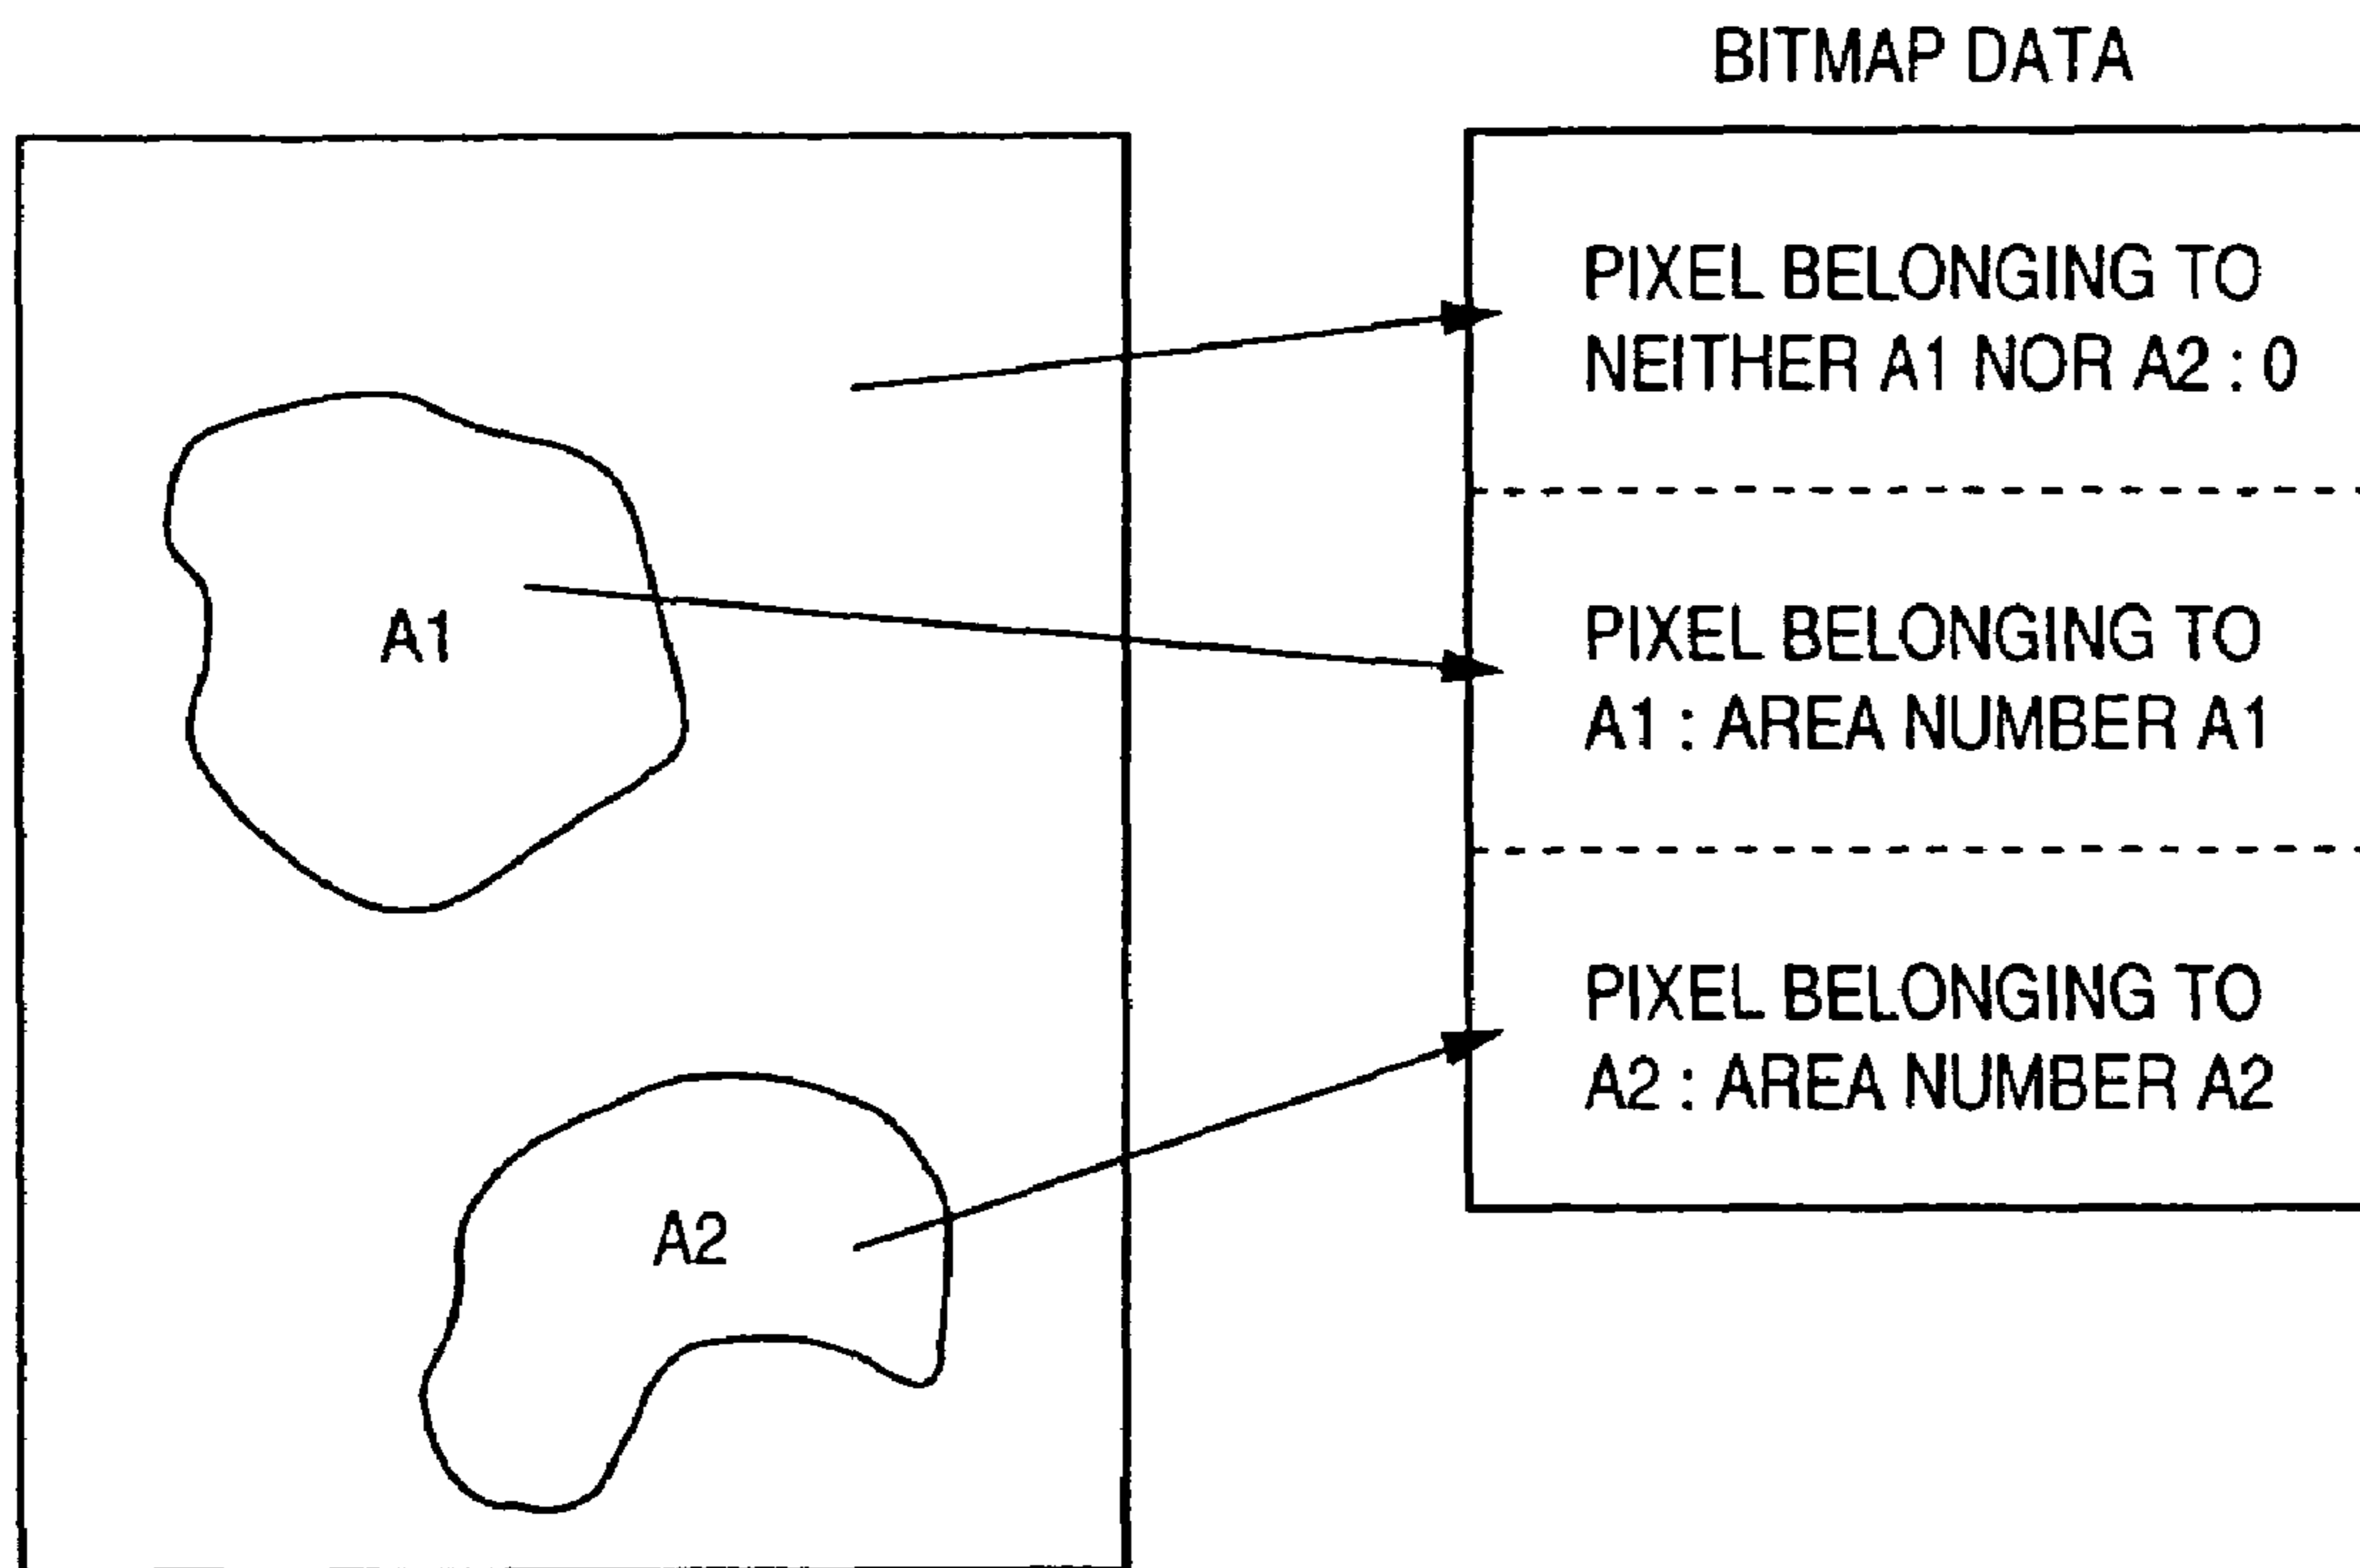 BITMAP DATA
PIXEL BELONGING TO
NEITHER A1 NOR A2 : 0
A1
PIXEL BELONGING TO
A1 : AREA NUMBER A1
PIXEL BELONGING TO
A2 : AREA NUMBER A2
A2